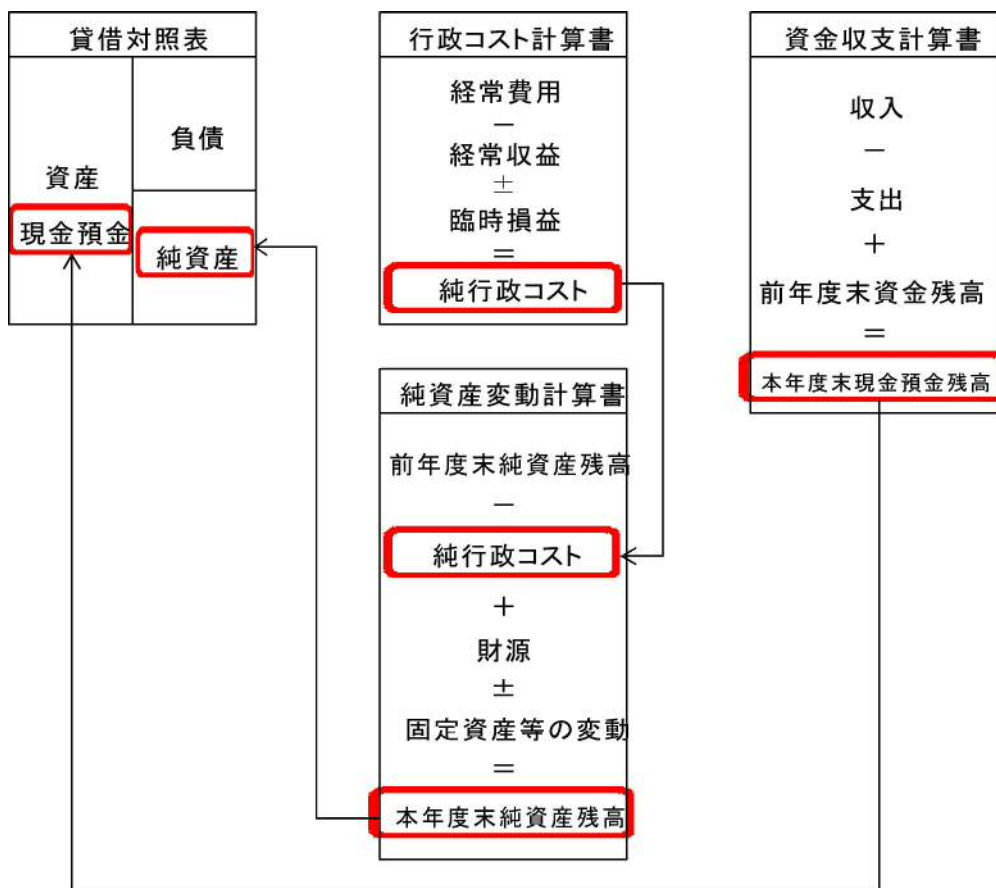 貸借対照表
資産
現金預金
負債
純資産
行政コスト計算書
経常費用
－
経常収益
±
臨時損益
＝
純行政コスト
純資産変動計算書
前年度末純資産残高
－
純行政コスト
＋
財源
±
固定資産等の変動
＝
本年度末純資産残高
資金収支計算書
収入
－
支出
＋
前年度末資金残高
＝
本年度末現金預金残高